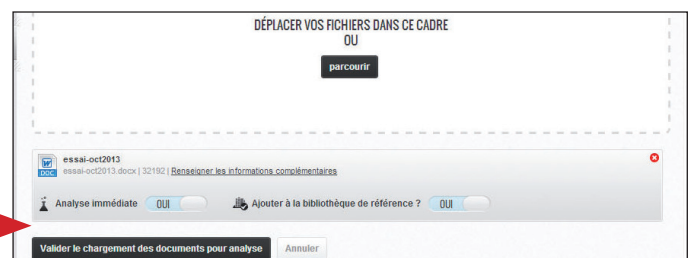 DÉPLACER VOS FICHIERS DANS CE CADRE
OU
parcourir
essai-oct2013
DOC essai-oct2013.docx | 32192 | Renseigner les informations complémentaires
Analyse immédiate OUI Ajouter à la bibliothèque de référence ? OUI
Valider le chargement des documents pour analyse Annuler